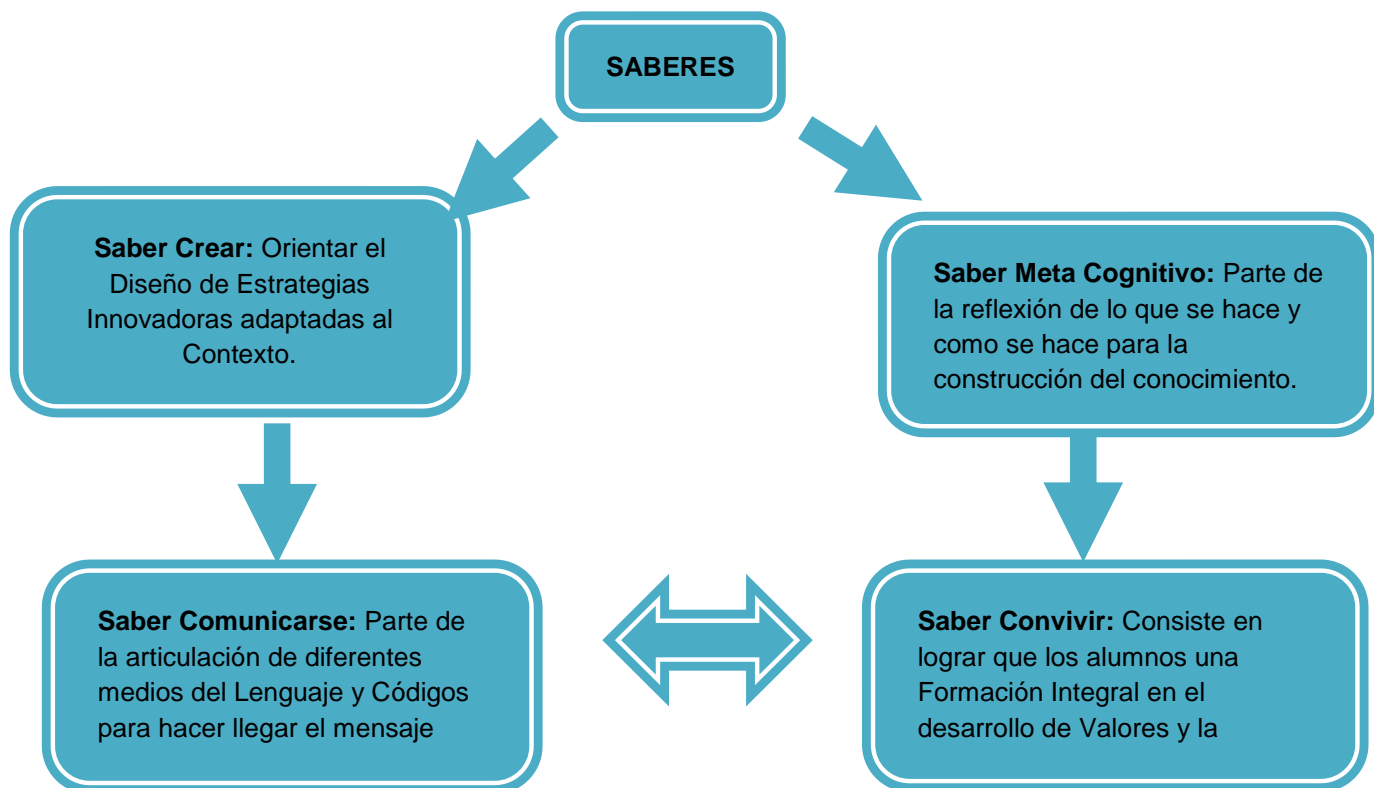 SABERES
Saber Crear: Orientar el
Diseño de Estrategias
Innovadoras adaptadas al
Contexto.
Saber Meta Cognitivo: Parte de
la reflexión de lo que se hace y
como se hace para la
construcción del conocimiento.
Saber Comunicarse: Parte de
la articulación de diferentes
medios del Lenguaje y Códigos
para hacer llegar el mensaje
Saber Convivir: Consiste en
lograr que los alumnos una
Formación Integral en el
desarrollo de Valores y la